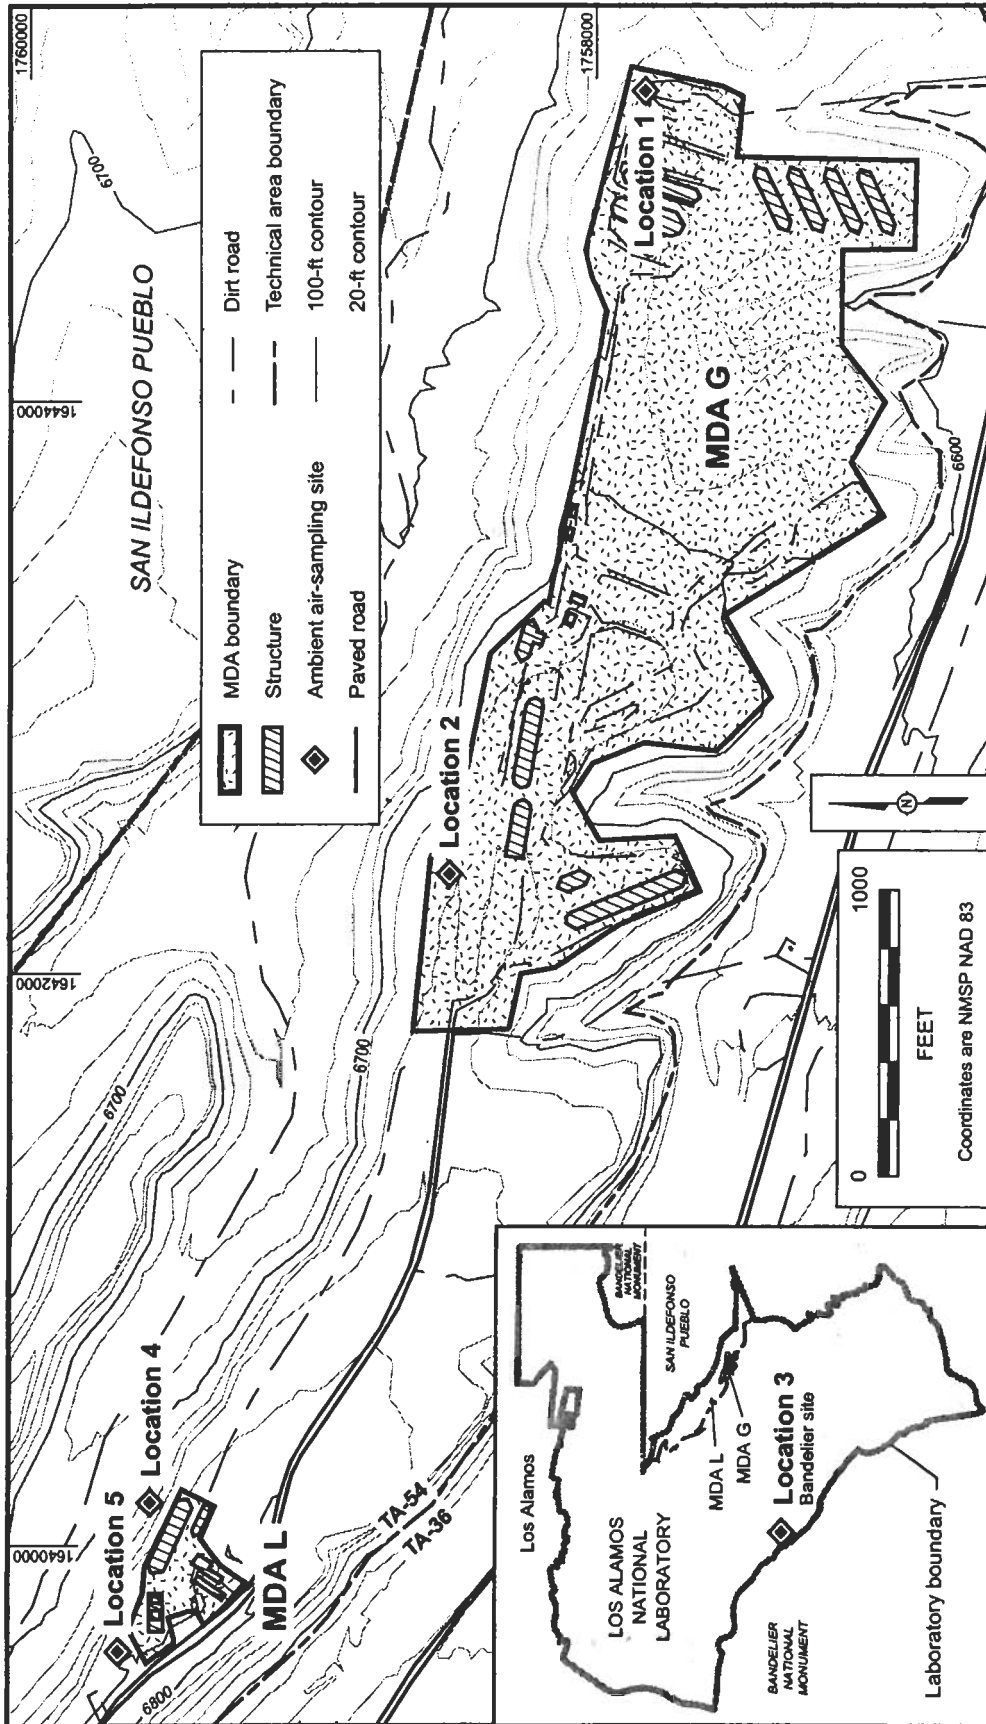 1760000
1758000
1644000
1642000
1640000
SAN ILDEFONSO PUEBLO
6700
MDA boundary
Structure
Ambient air-sampling site
Paved road
Dirt road
Technical area boundary
100-ft contour
20-ft contour
Location 5
Location 4
MDA L
TA-54
TA-36
6800
6700
6700
Location 2
Location 1
MDA G
6600
Los Alamos
LOS ALAMOS
NATIONAL
LABORATORY
BANDELIER
NATIONAL
MONUMENT
SAN ILDEFONSO
PUEBLO
MDA L
MDA G
Location 3
Bandelier site
BANDELIER
NATIONAL
MONUMENT
Laboratory boundary
0
1000
FEET
Coordinates are NMSP NAD 83
N